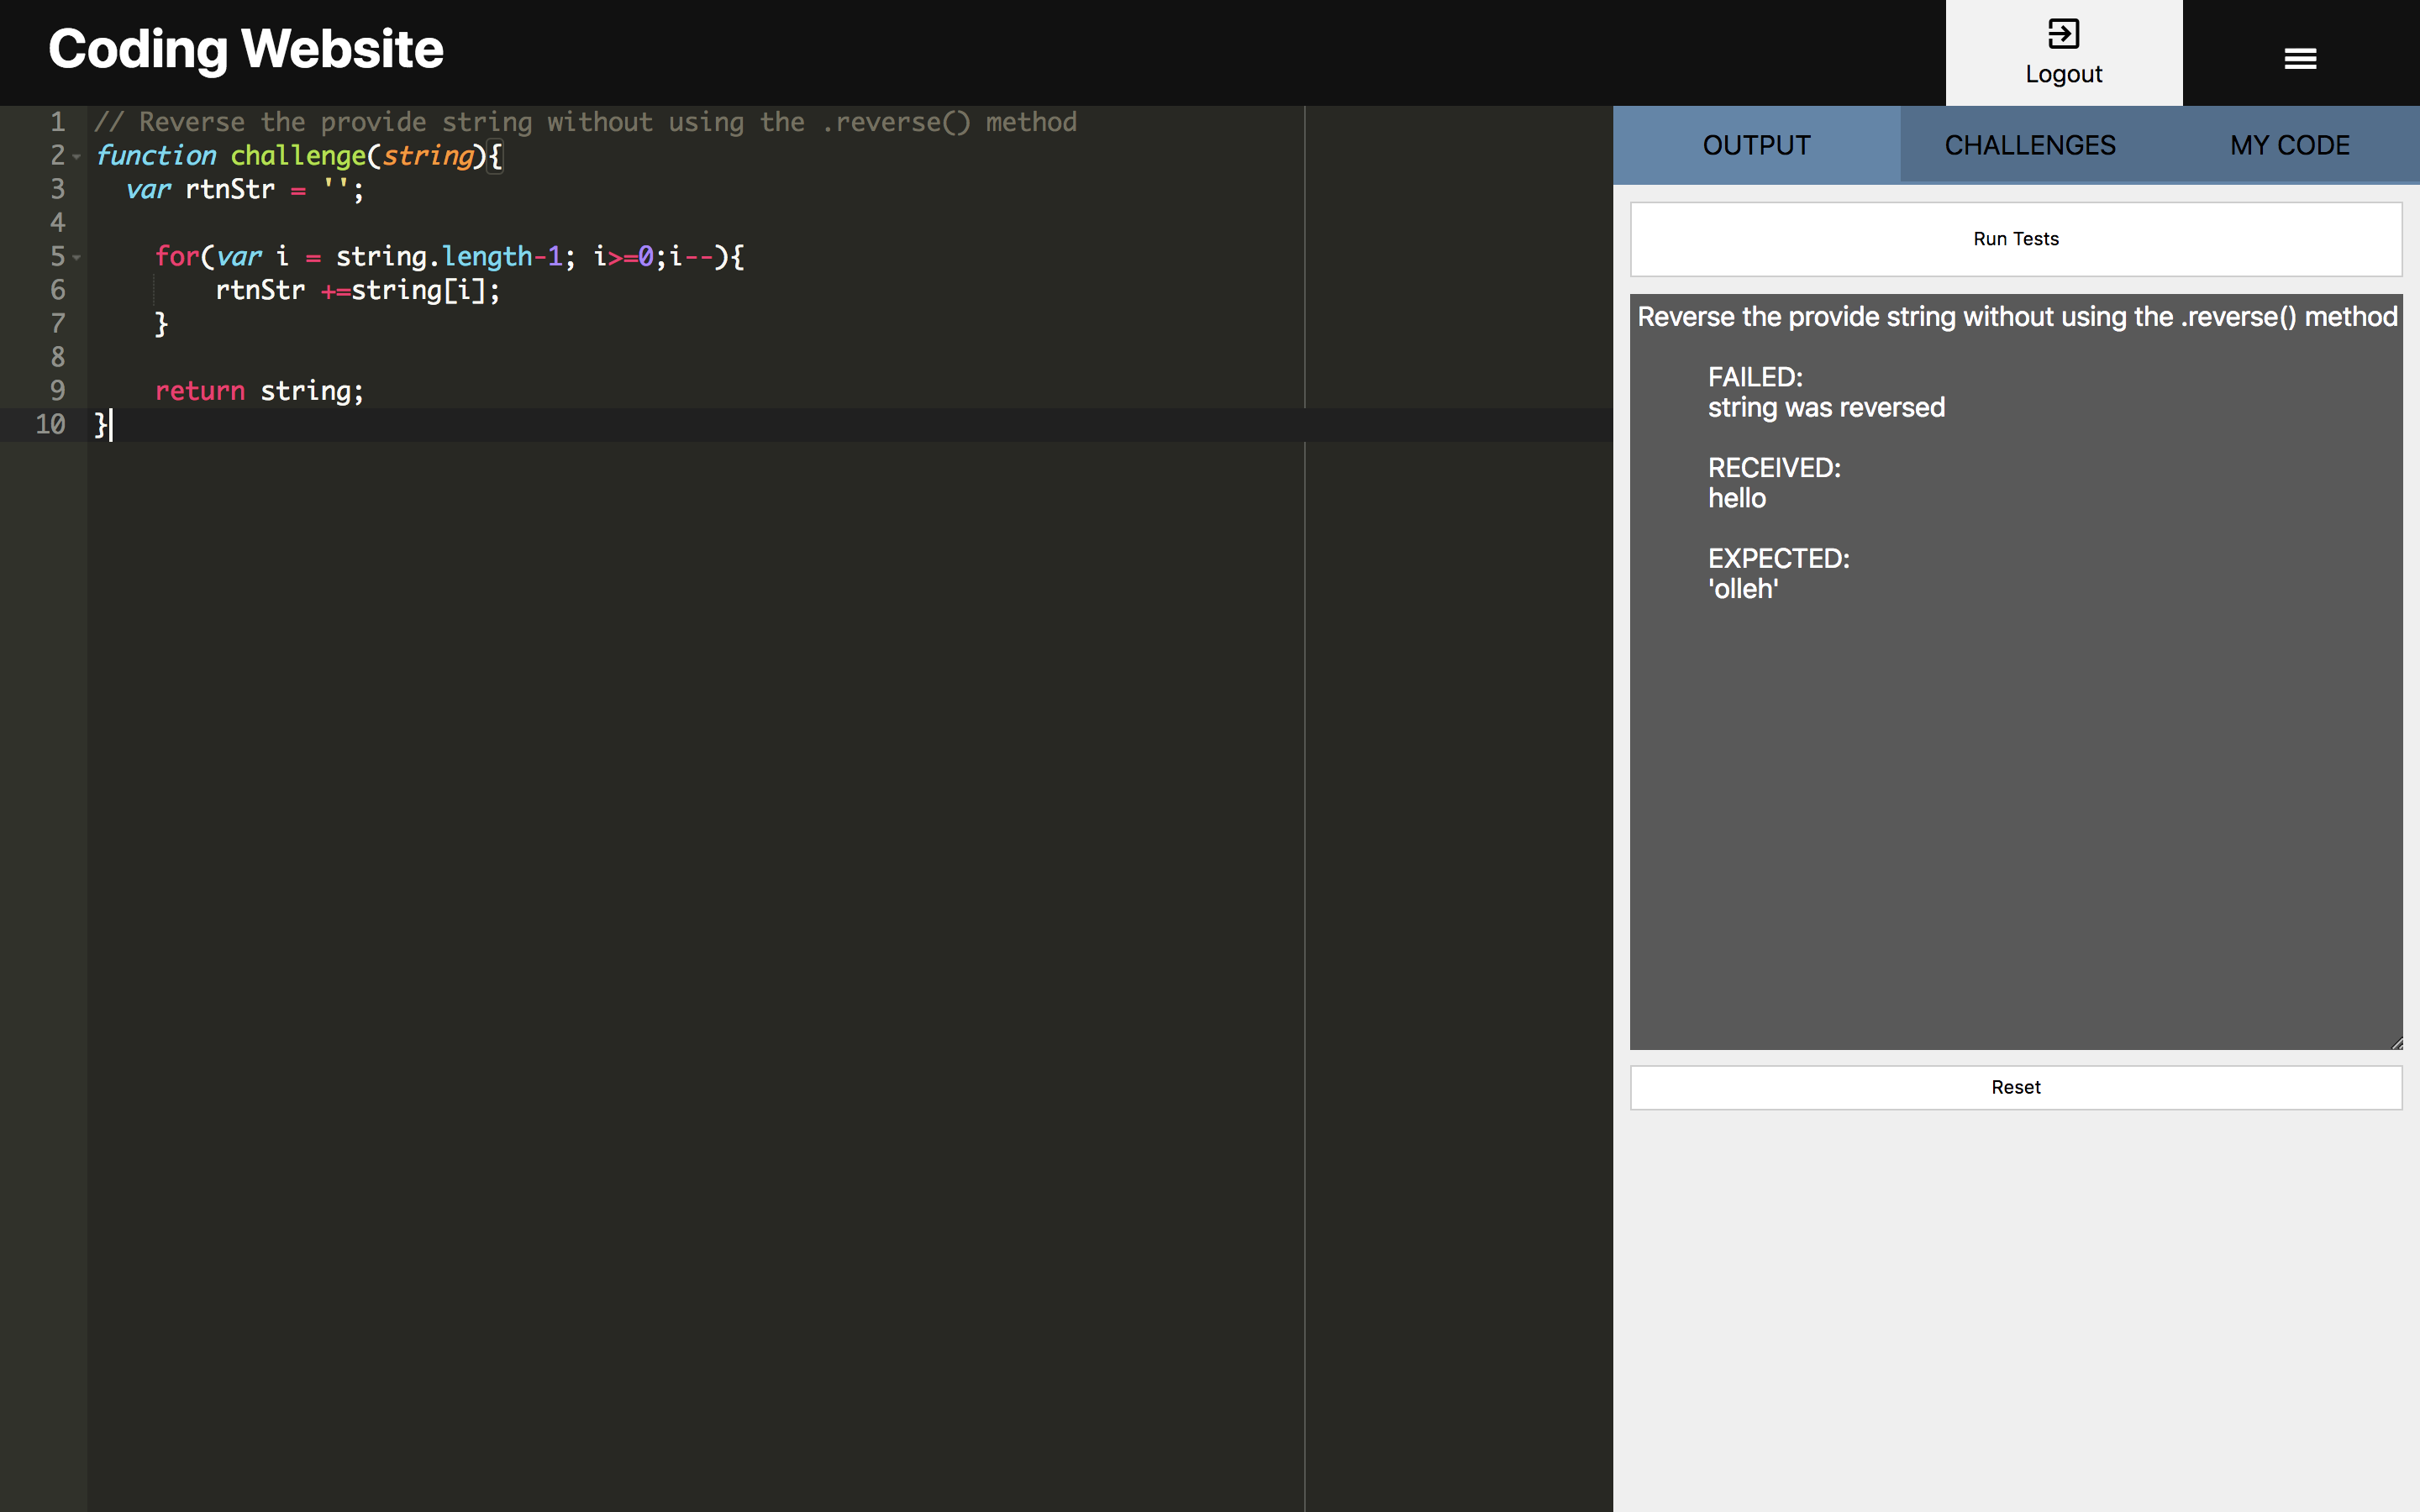 Coding Website
Logout
1 // Reverse the provide string without using the .reverse() method
2 function challenge(string){
3 var rtnStr = '';
4
5 for(var i = string.length-1; i>=0;i--){
6 rtnStr +=string[i];
7 }
8
9 return string;
10 }
OUTPUT CHALLENGES MY CODE
Run Tests
Reverse the provide string without using the .reverse() method
FAILED:
string was reversed
RECEIVED:
hello
EXPECTED:
'olleh'
Reset